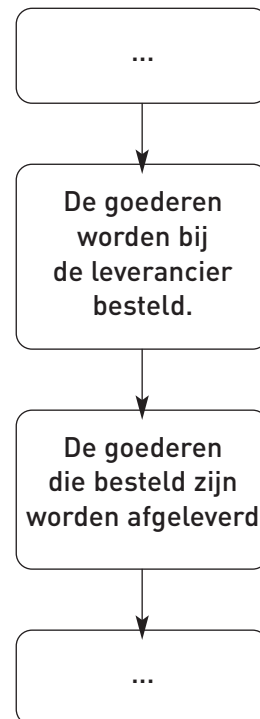 ...
De goederen
worden bij
de leverancier
besteld.
De goederen
die besteld zijn
worden afgeleverd
...